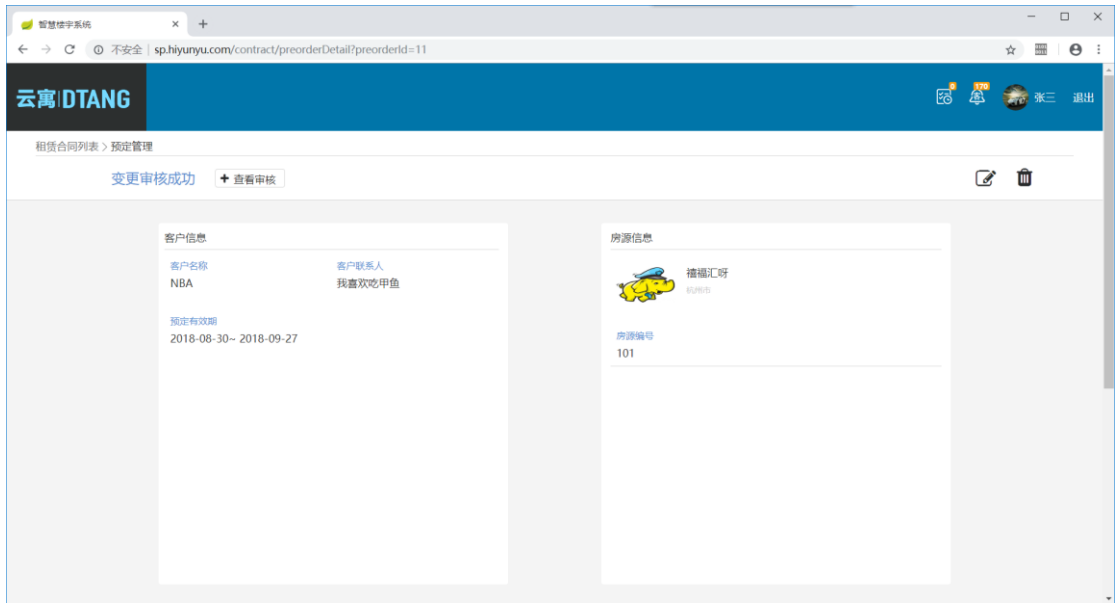 智慧楼宇系统
不安全 | sp.hiyunyu.com/contract/preorderDetail?preorderId=11
云寓|DTANG
0
170
张三
退出
租赁合同列表 > 预定管理
变更审核成功
+ 查看审核
客户信息
客户名称 客户联系人
NBA 我喜欢吃甲鱼
预定有效期
2018-08-30~ 2018-09-27
房源信息
禧福汇呀
杭州市
房源编号
101